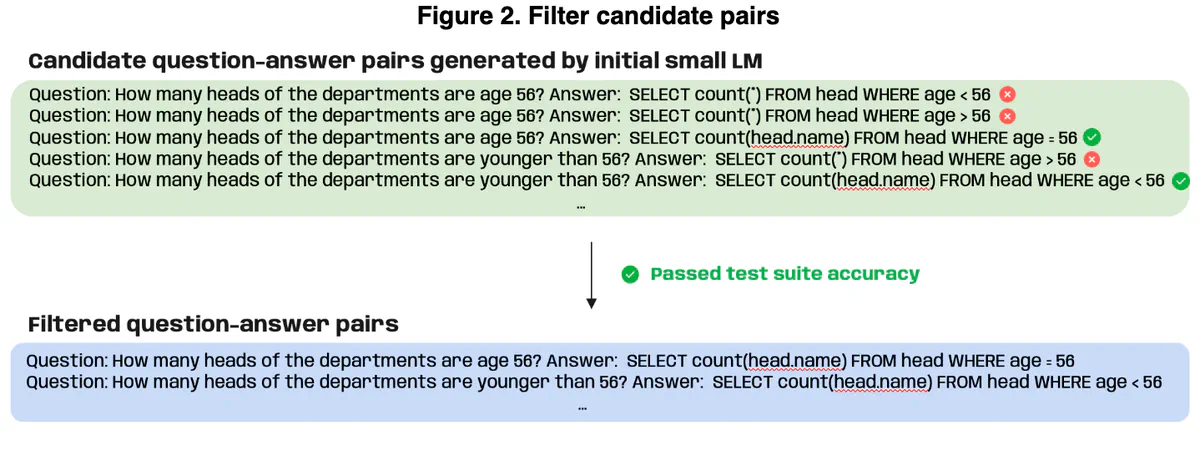 Figure 2. Filter candidate pairs
Candidate question-answer pairs generated by initial small LM
Question: How many heads of the departments are age 56? Answer: SELECT count(*) FROM head WHERE age < 56
Question: How many heads of the departments are age 56? Answer: SELECT count(*) FROM head WHERE age > 56
Question: How many heads of the departments are age 56? Answer: SELECT count(head.name) FROM head WHERE age = 56
Question: How many heads of the departments are younger than 56? Answer: SELECT count(*) FROM head WHERE age > 56
Question: How many heads of the departments are younger than 56? Answer: SELECT count(head.name) FROM head WHERE age < 56
...
Passed test suite accuracy
Filtered question-answer pairs
Question: How many heads of the departments are age 56? Answer: SELECT count(head.name) FROM head WHERE age = 56
Question: How many heads of the departments are younger than 56? Answer: SELECT count(head.name) FROM head WHERE age < 56
...